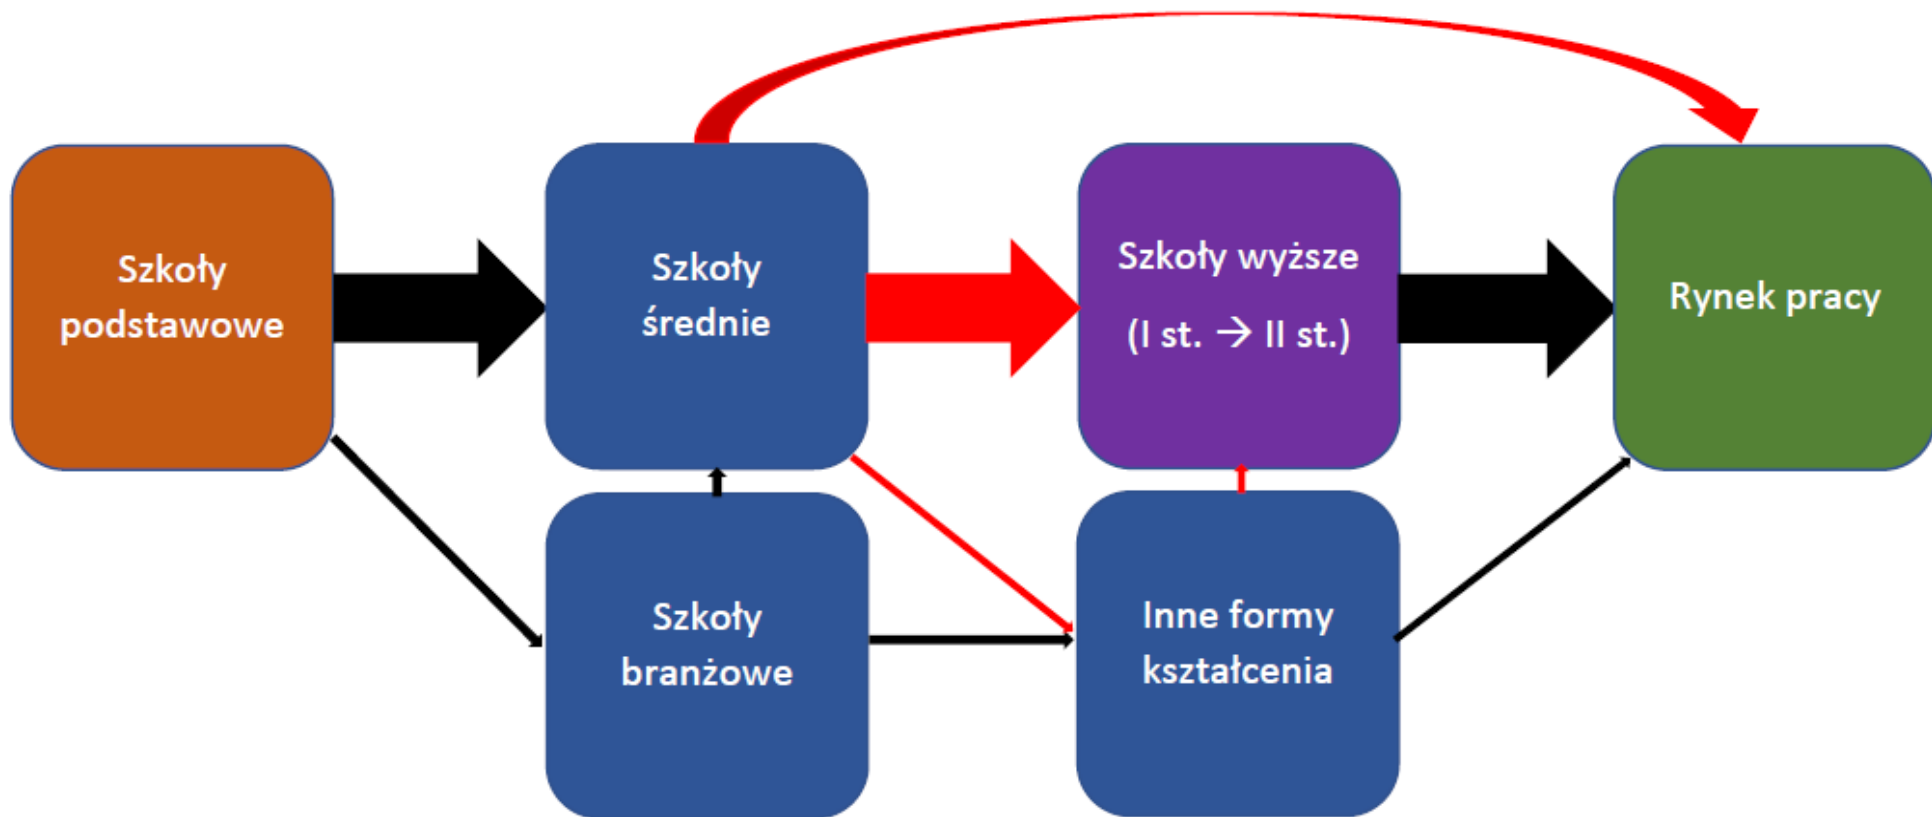 Szkoły
podstawowe
Szkoły
średnie
Szkoły wyższe
(I st. → II st.)
Rynek pracy
Szkoły
branżowe
Inne formy
kształcenia